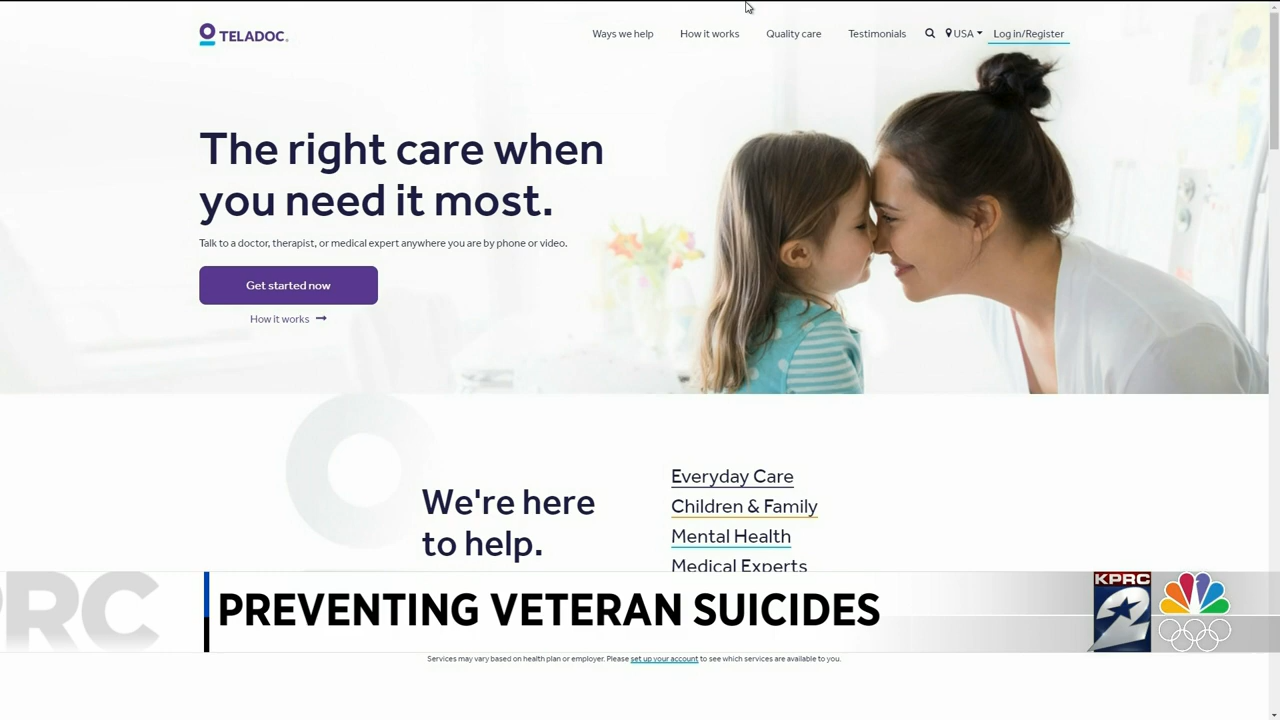 TELADOC
Ways we help
How it works
Quality care
Testimonials
USA
Log in/Register
The right care when
you need it most.
Talk to a doctor, therapist, or medical expert anywhere you are by phone or video.
Get started now
How it works
We're here
to help.
Everyday Care
Children & Family
Mental Health
Medical Experts
PRC
PREVENTING VETERAN SUICIDES
KPRC
2
Services may vary based on health plan or employer. Please set up your account to see which services are available to you.